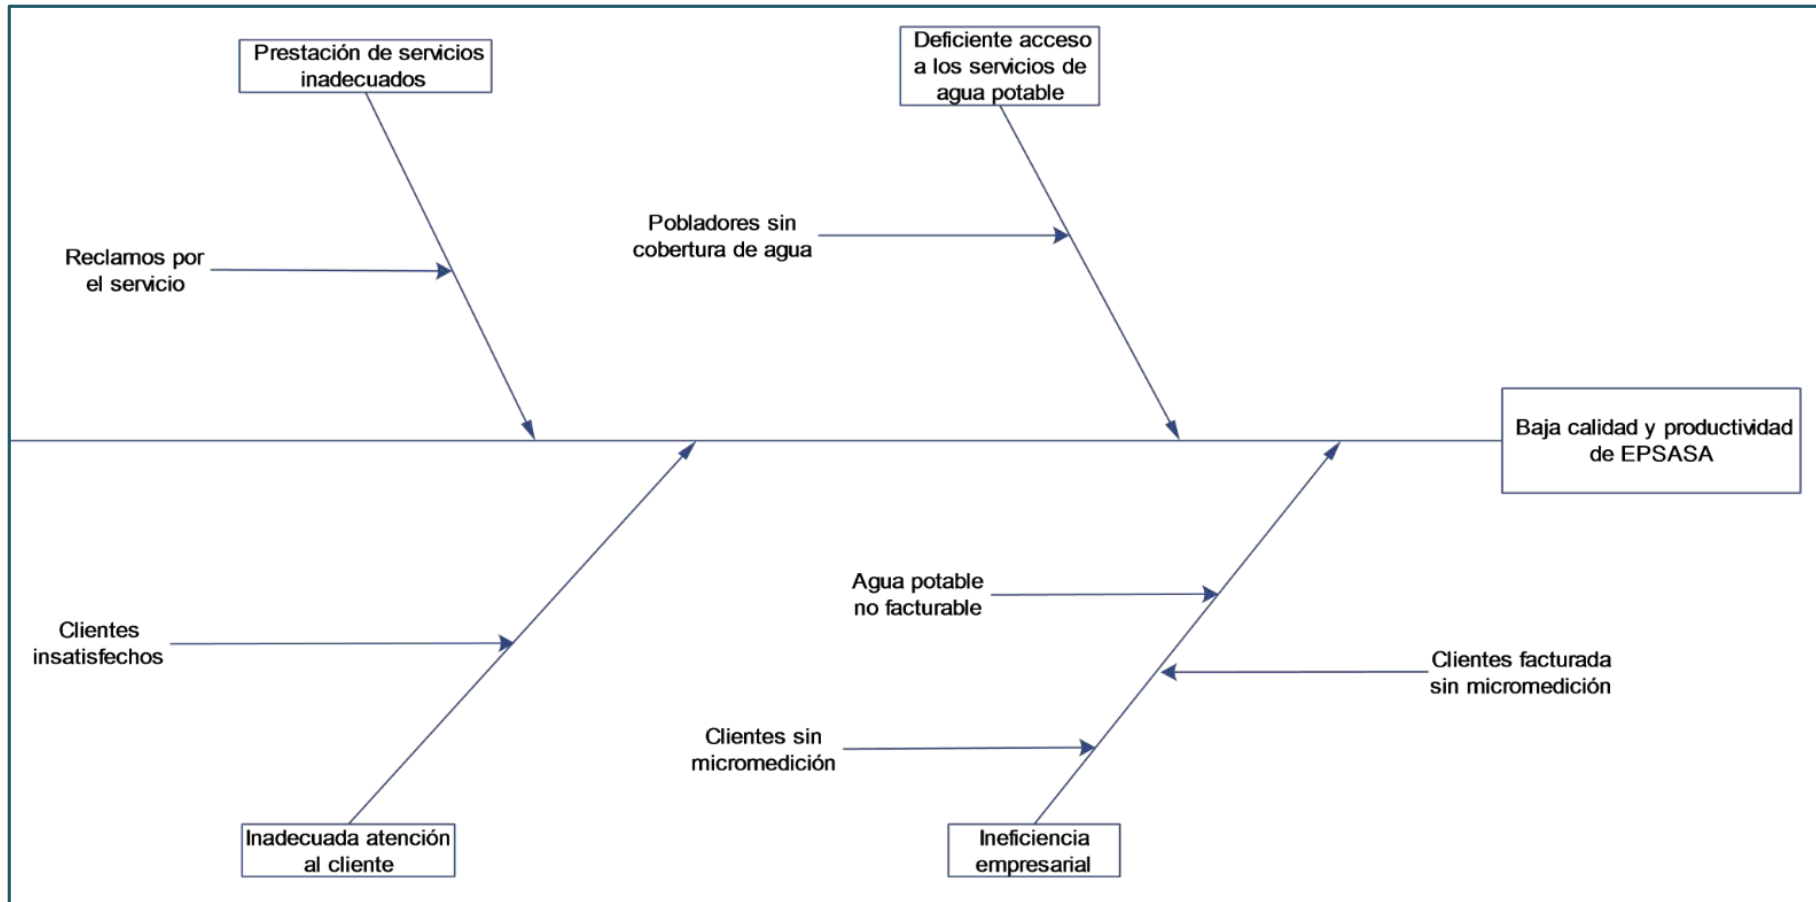 Prestación de servicios
inadecuados
Deficiente acceso
a los servicios de
agua potable
Reclamos por
el servicio
Pobladores sin
cobertura de agua
Baja calidad y productividad
de EPSASA
Clientes
insatisfechos
Agua potable
no facturable
Clientes facturada
sin micromedición
Clientes sin
micromedición
Inadecuada atención
al cliente
Ineficiencia
empresarial